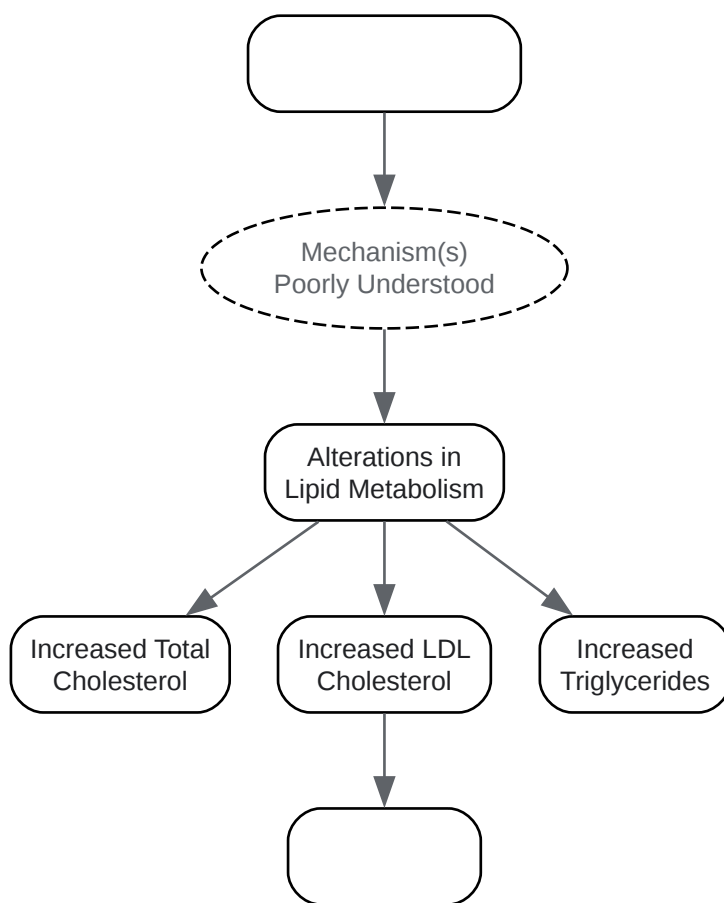 Mechanism(s)
Poorly Understood
Alterations in
Lipid Metabolism
Increased Total
Cholesterol
Increased LDL
Cholesterol
Increased
Triglycerides